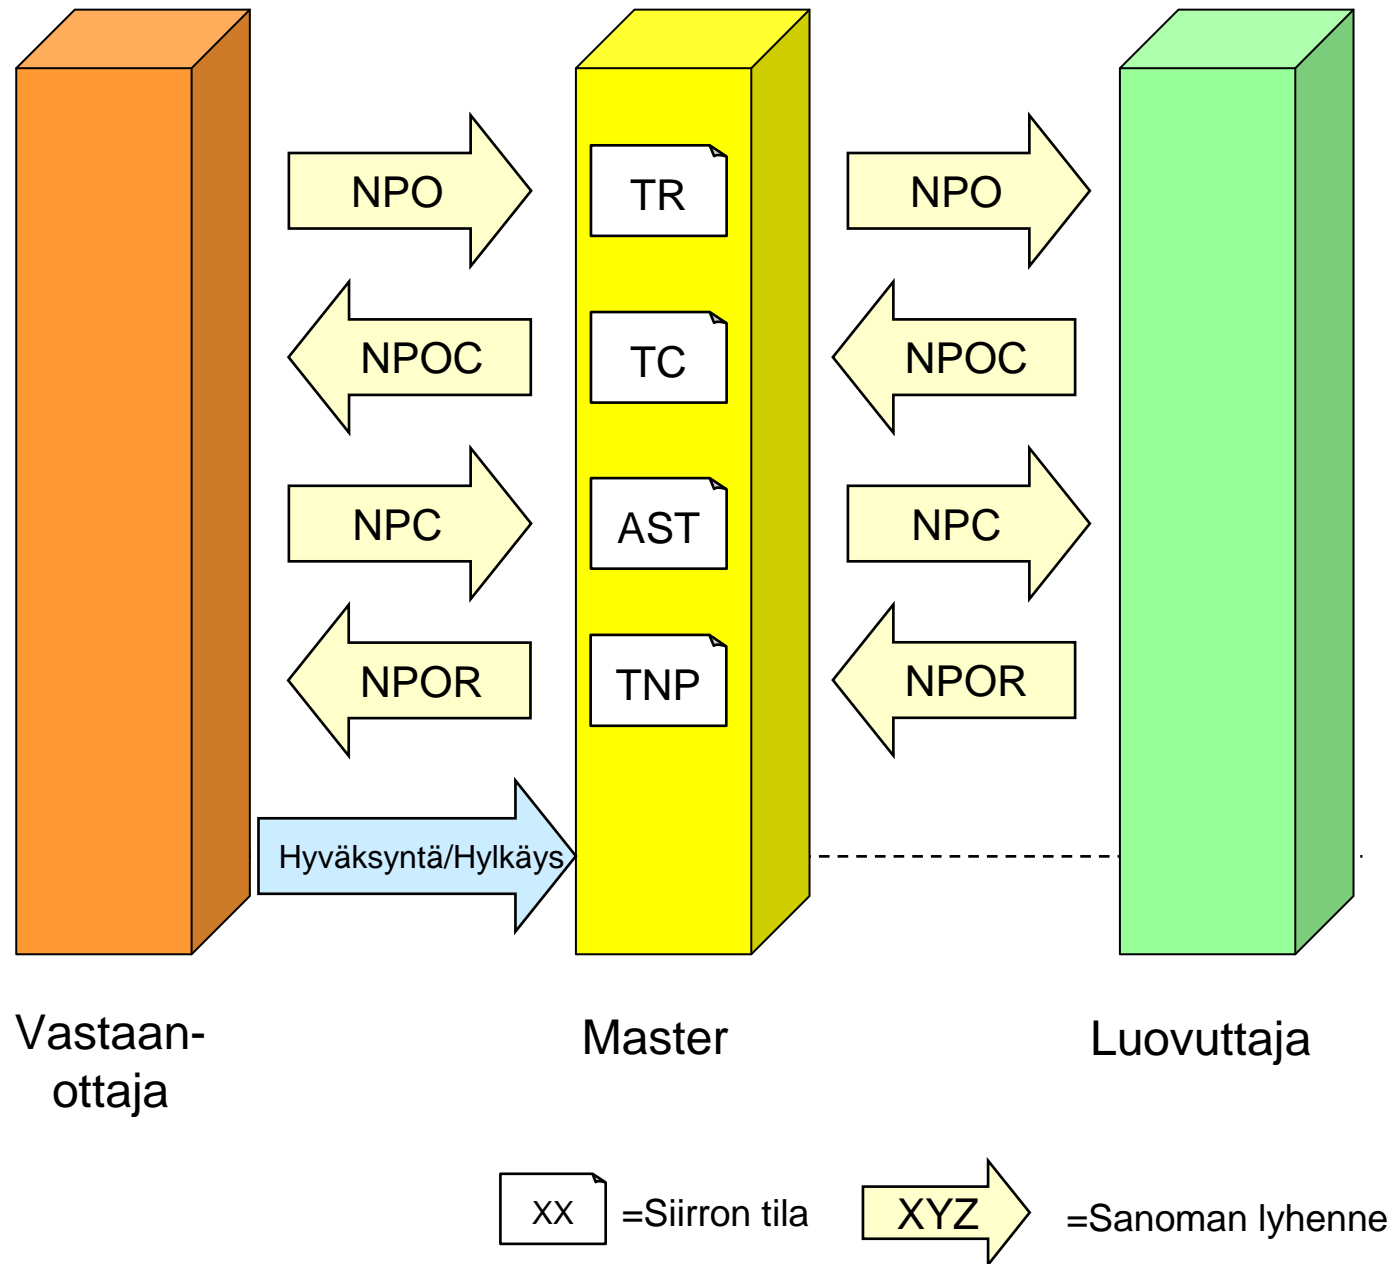 NPO
TR
NPO
NPOC
TC
NPOC
NPC
AST
NPC
NPOR
TNP
NPOR
Hyväksyntä/Hylkäys
Vastaan-
ottaja
Master
Luovuttaja
XX
=Siirron tila
XYZ
=Sanoman lyhenne